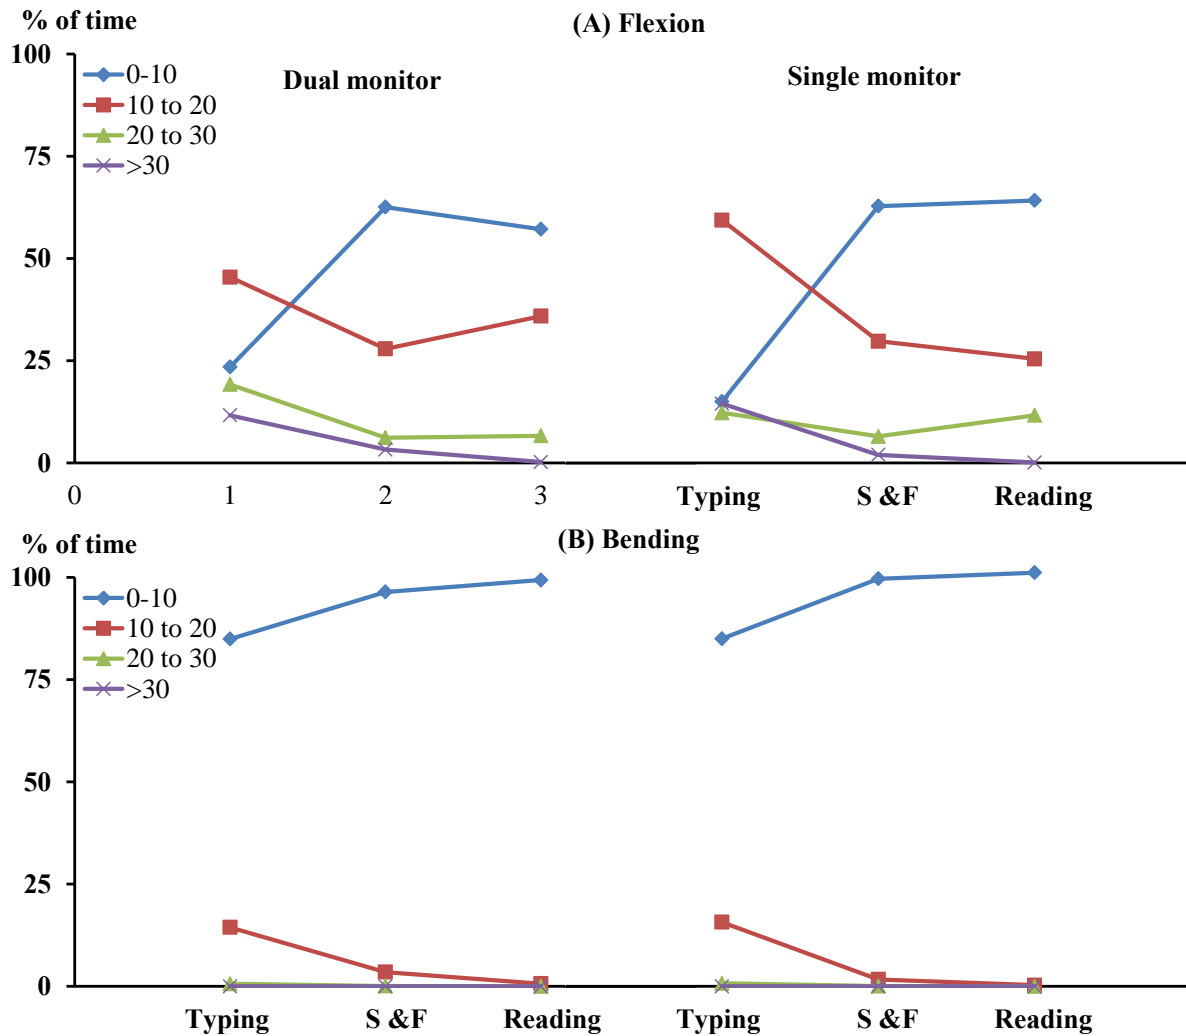 % of time
(A) Flexion
100
0-10
10 to 20
20 to 30
>30
Dual monitor
Single monitor
75
50
25
0
0 1 2 3 Typing S &F Reading
% of time
(B) Bending
100
0-10
10 to 20
20 to 30
>30
75
50
25
0
Typing S &F Reading Typing S &F Reading